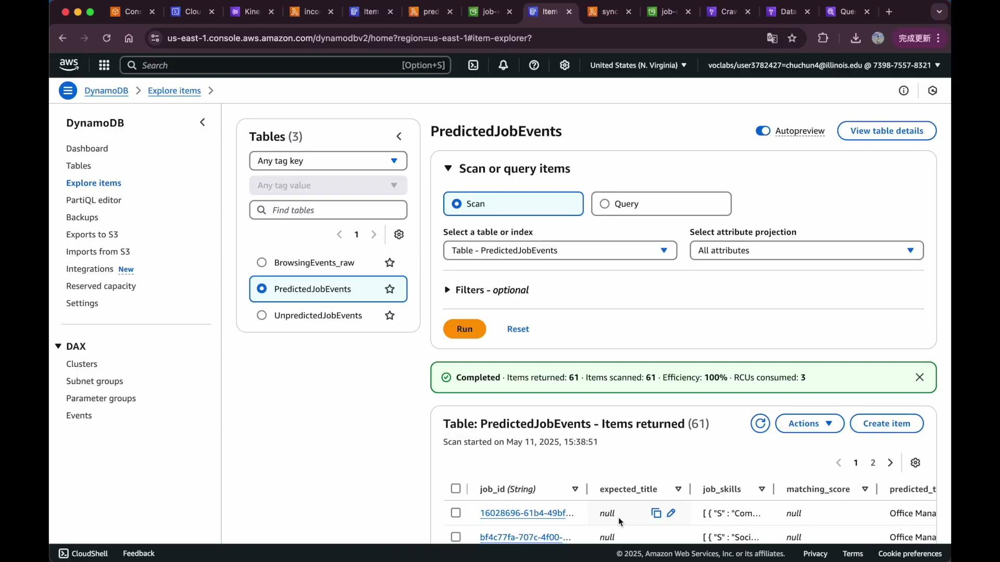 Cons
Clou
Kine
inco
Item
pred
job-
Item
sync
job-
Craw
Data
Que
us-east-1.console.aws.amazon.com/dynamodbv2/home?region=us-east-1#item-explorer?
完成更新
aws
Search
[Option+S]
United States (N. Virginia)
voclabs/user3782427=chuchun4@illinois.edu @ 7398-7557-8321
DynamoDB
Explore items
DynamoDB
Dashboard
Tables
Explore items
PartiQL editor
Backups
Exports to S3
Imports from S3
Integrations New
Reserved capacity
Settings
DAX
Clusters
Subnet groups
Parameter groups
Events
Tables (3)
Any tag key
Any tag value
Find tables
1
BrowsingEvents_raw
PredictedJobEvents
UnpredictedJobEvents
PredictedJobEvents
Autopreview
View table details
Scan or query items
Scan
Query
Select a table or index
Select attribute projection
Table - PredictedJobEvents
All attributes
Filters - optional
Run
Reset
Completed · Items returned: 61 · Items scanned: 61 · Efficiency: 100% · RCUs consumed: 3
Table: PredictedJobEvents - Items returned (61)
Actions
Create item
Scan started on May 11, 2025, 15:38:51
1 2
job_id (String) expected_title job_skills matching_score predicted_t
16028696-61b4-49bf... null [ { "S" : "Com... null Office Mana
bf4c77fa-707c-4f00-... null [ { "S" : "Soci... null Office Mana
CloudShell
Feedback
© 2025, Amazon Web Services, Inc. or its affiliates.
Privacy
Terms
Cookie preferences